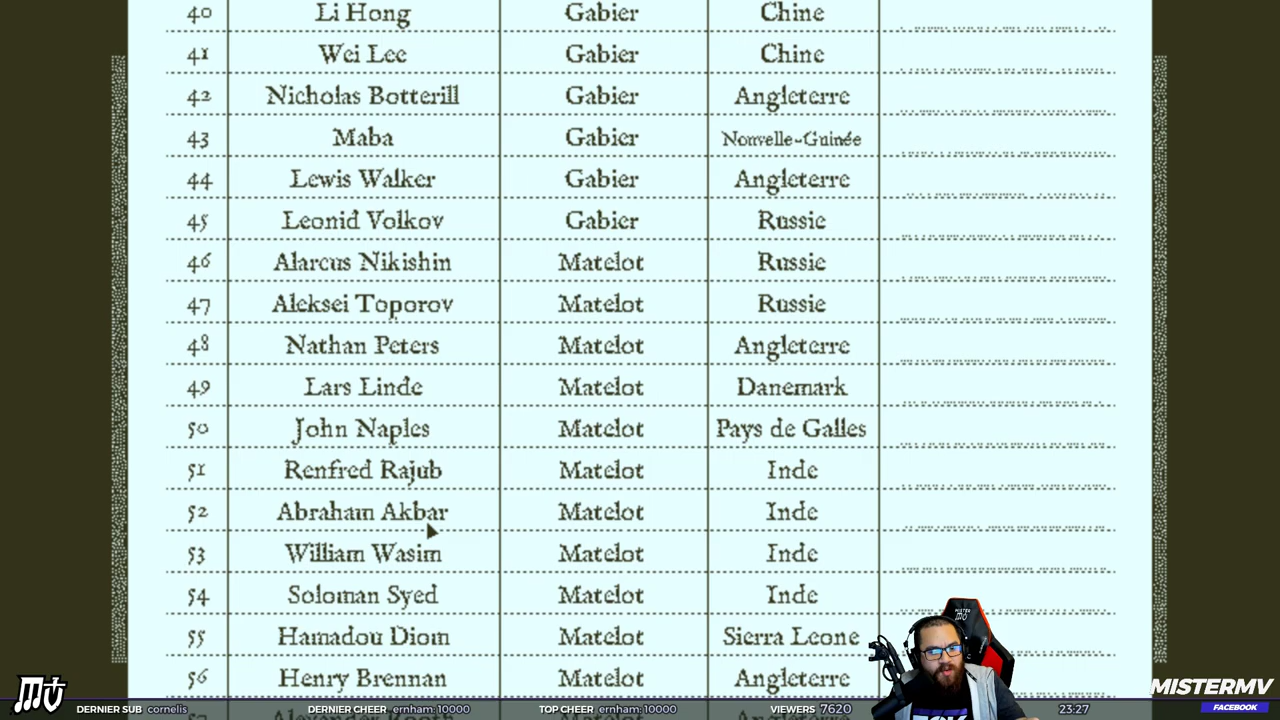 40 Li Hong Gabier Chine
41 Wei Lee Gabier Chine
42 Nicholas Botterill Gabier Angleterre
43 Maba Gabier Nouvelle-Guinée
44 Lewis Walker Gabier Angleterre
45 Leonid Volkov Gabier Russie
46 Alarcus Nikishin Matelot Russie
47 Aleksei Toporov Matelot Russie
48 Nathan Peters Matelot Angleterre
49 Lars Linde Matelot Danemark
50 John Naples Matelot Pays de Galles
51 Renfred Rajub Matelot Inde
52 Abraham Akbar Matelot Inde
53 William Wasim Matelot Inde
54 Soloman Syed Matelot Inde
55 Hamadou Diom Matelot Sierra Leone
56 Henry Brennan Matelot Angleterre
MISTERMV
FACEBOOK
DERNIER SUB cornelis DERNIER CHEER ernham: 10000 TOP CHEER ernham: 10000 VIEWERS 7620 23:27